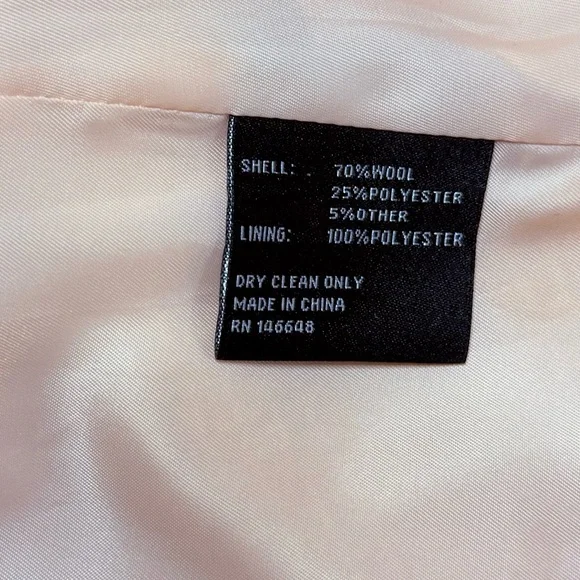 SHELL: . 70%WOOL
25%POLYESTER
5%OTHER
LINING: 100%POLYESTER
DRY CLEAN ONLY
MADE IN CHINA
RN 146648